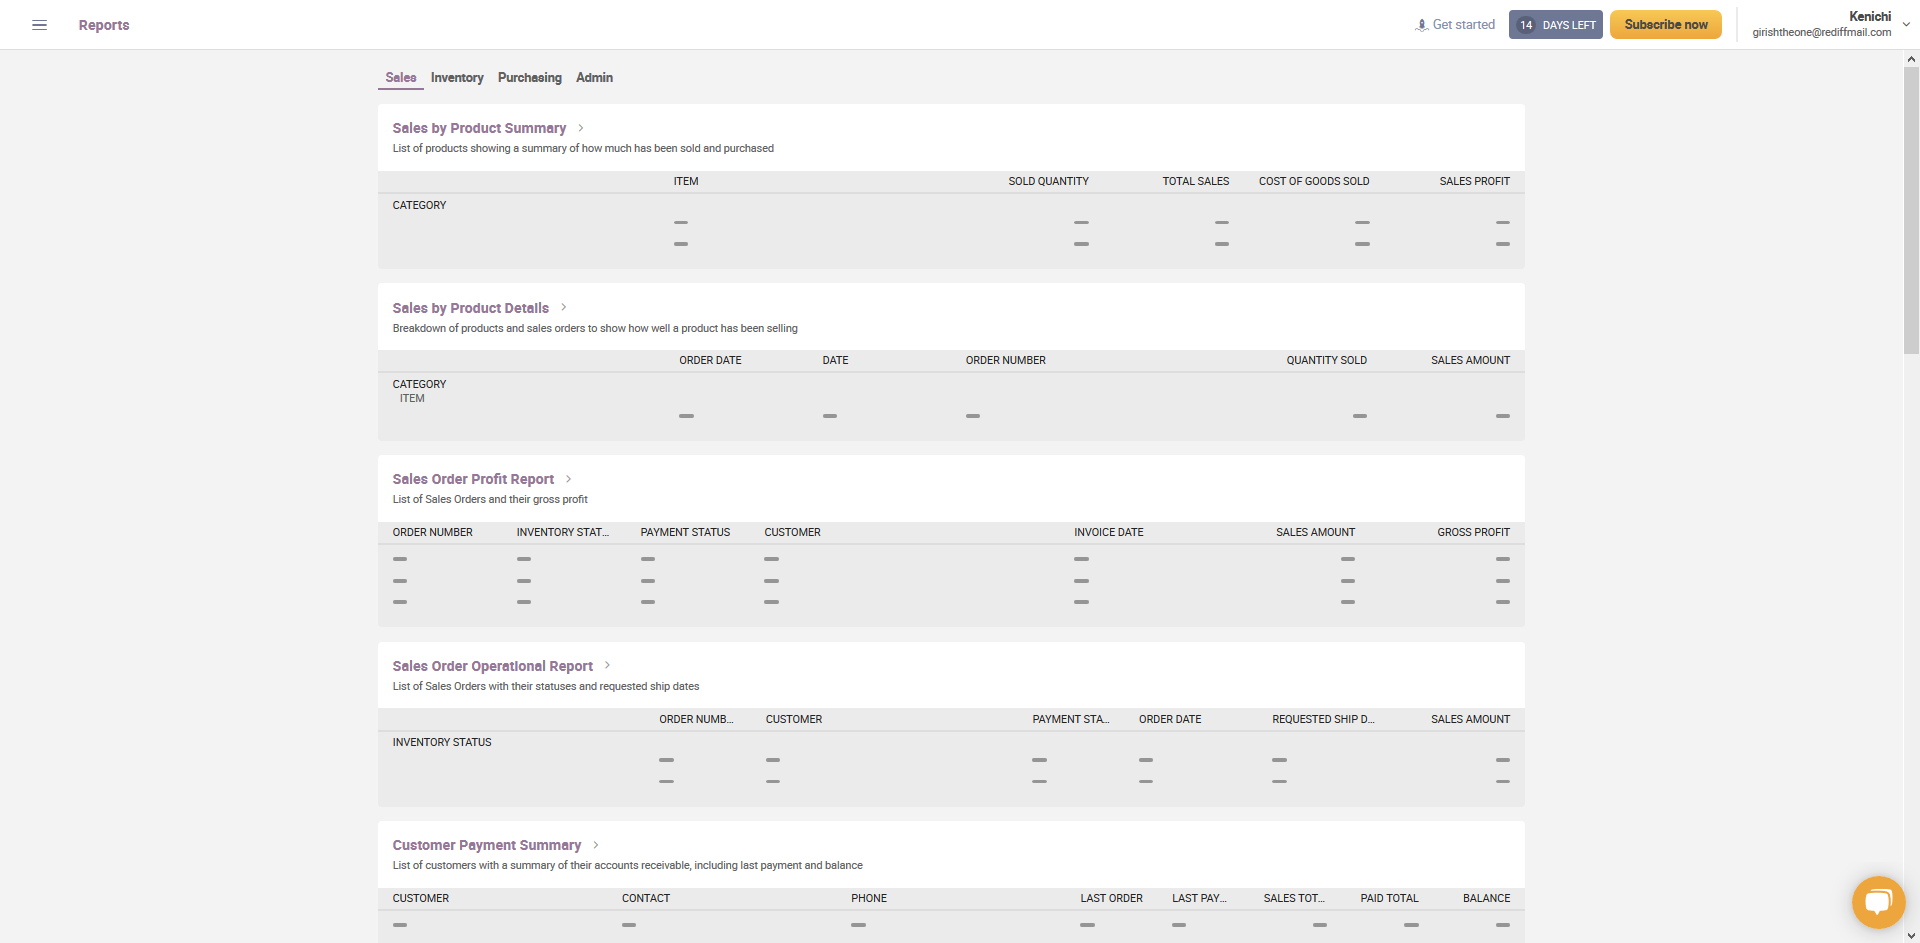 Reports
Get started
14 DAYS LEFT
Subscribe now
Kenichi
girishtheone@rediffmail.com
Sales Inventory Purchasing Admin
Sales by Product Summary
List of products showing a summary of how much has been sold and purchased
ITEM SOLD QUANTITY TOTAL SALES COST OF GOODS SOLD SALES PROFIT
CATEGORY
Sales by Product Details
Breakdown of products and sales orders to show how well a product has been selling
ORDER DATE DATE ORDER NUMBER QUANTITY SOLD SALES AMOUNT
CATEGORY
ITEM
Sales Order Profit Report
List of Sales Orders and their gross profit
ORDER NUMBER INVENTORY STAT... PAYMENT STATUS CUSTOMER INVOICE DATE SALES AMOUNT GROSS PROFIT
Sales Order Operational Report
List of Sales Orders with their statuses and requested ship dates
ORDER NUMB... CUSTOMER PAYMENT STA... ORDER DATE REQUESTED SHIP D... SALES AMOUNT
INVENTORY STATUS
Customer Payment Summary
List of customers with a summary of their accounts receivable, including last payment and balance
CUSTOMER CONTACT PHONE LAST ORDER LAST PAY... SALES TOT... PAID TOTAL BALANCE